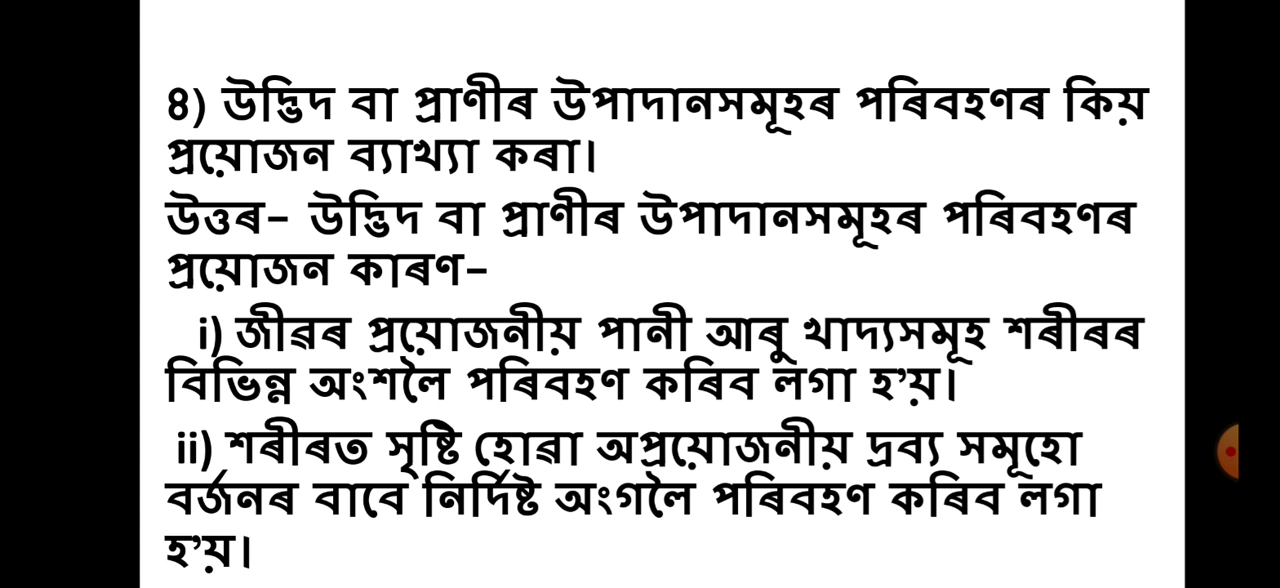 8) উদ্ভিদ বা প্ৰাণীৰ উপাদানসমূহৰ পৰিবহণৰ কিয়
প্ৰয়োজন ব্যাখ্যা কৰা।
উত্তৰ– উদ্ভিদ বা প্ৰাণীৰ উপাদানসমূহৰ পৰিবহণৰ
প্ৰয়োজন কাৰণ–
i) জীৱৰ প্ৰয়োজনীয় পানী আৰু খাদ্যসমূহ শৰীৰৰ
বিভিন্ন অংশলৈ পৰিবহণ কৰিব লগা হ’য়।
ii) শৰীৰত সৃষ্টি হোৱা অপ্ৰয়োজনীয় দ্ৰব্য সমূহো
বৰ্জনৰ বাবে নিৰ্দিষ্ট অংগলৈ পৰিবহণ কৰিব লগা
হ’য়।